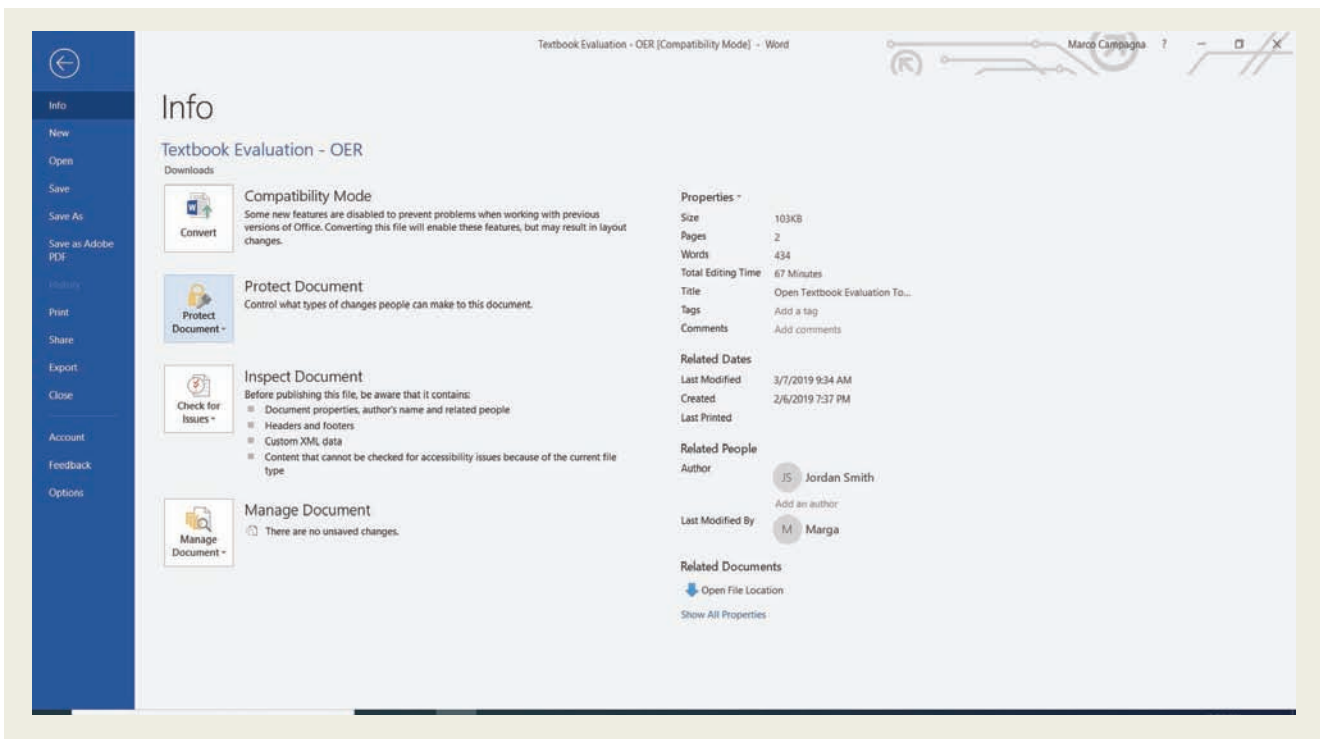 Textbook Evaluation - OER [Compatibility Mode] - Word
Marco Campagna ?
Info
New
Open
Save
Save As
Save as Adobe
PDF
History
Print
Share
Export
Close
Account
Feedback
Options
Info
Textbook Evaluation - OER
Downloads
Convert
Compatibility Mode
Some new features are disabled to prevent problems when working with previous
versions of Office. Converting this file will enable these features, but may result in layout
changes.
Protect
Document
Protect Document
Control what types of changes people can make to this document.
Check for
Issues
Inspect Document
Before publishing this file, be aware that it contains:
Document properties, author's name and related people
Headers and footers
Custom XML data
Content that cannot be checked for accessibility issues because of the current file
type
Manage
Document
Manage Document
There are no unsaved changes.
Properties
Size 103KB
Pages 2
Words 434
Total Editing Time 67 Minutes
Title Open Textbook Evaluation To...
Tags Add a tag
Comments Add comments
Related Dates
Last Modified 3/7/2019 9:34 AM
Created 2/6/2019 7:37 PM
Last Printed
Related People
Author JS Jordan Smith
Add an author
Last Modified By M Marga
Related Documents
Open File Location
Show All Properties